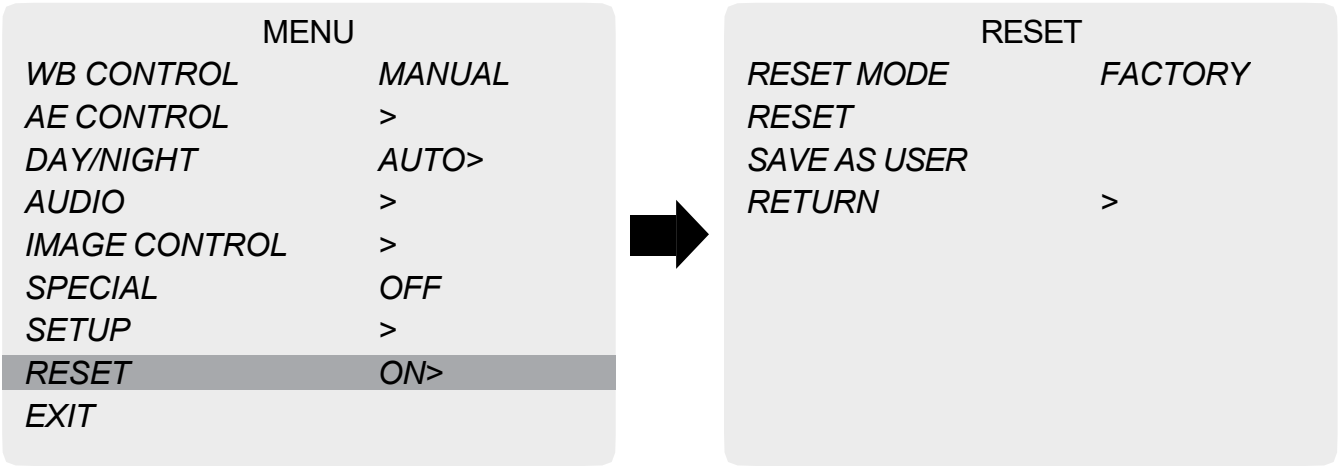 MENU
WB CONTROL MANUAL
AE CONTROL >
DAY/NIGHT AUTO>
AUDIO >
IMAGE CONTROL >
SPECIAL OFF
SETUP >
RESET ON>
EXIT
RESET
RESET MODE FACTORY
RESET
SAVE AS USER
RETURN >